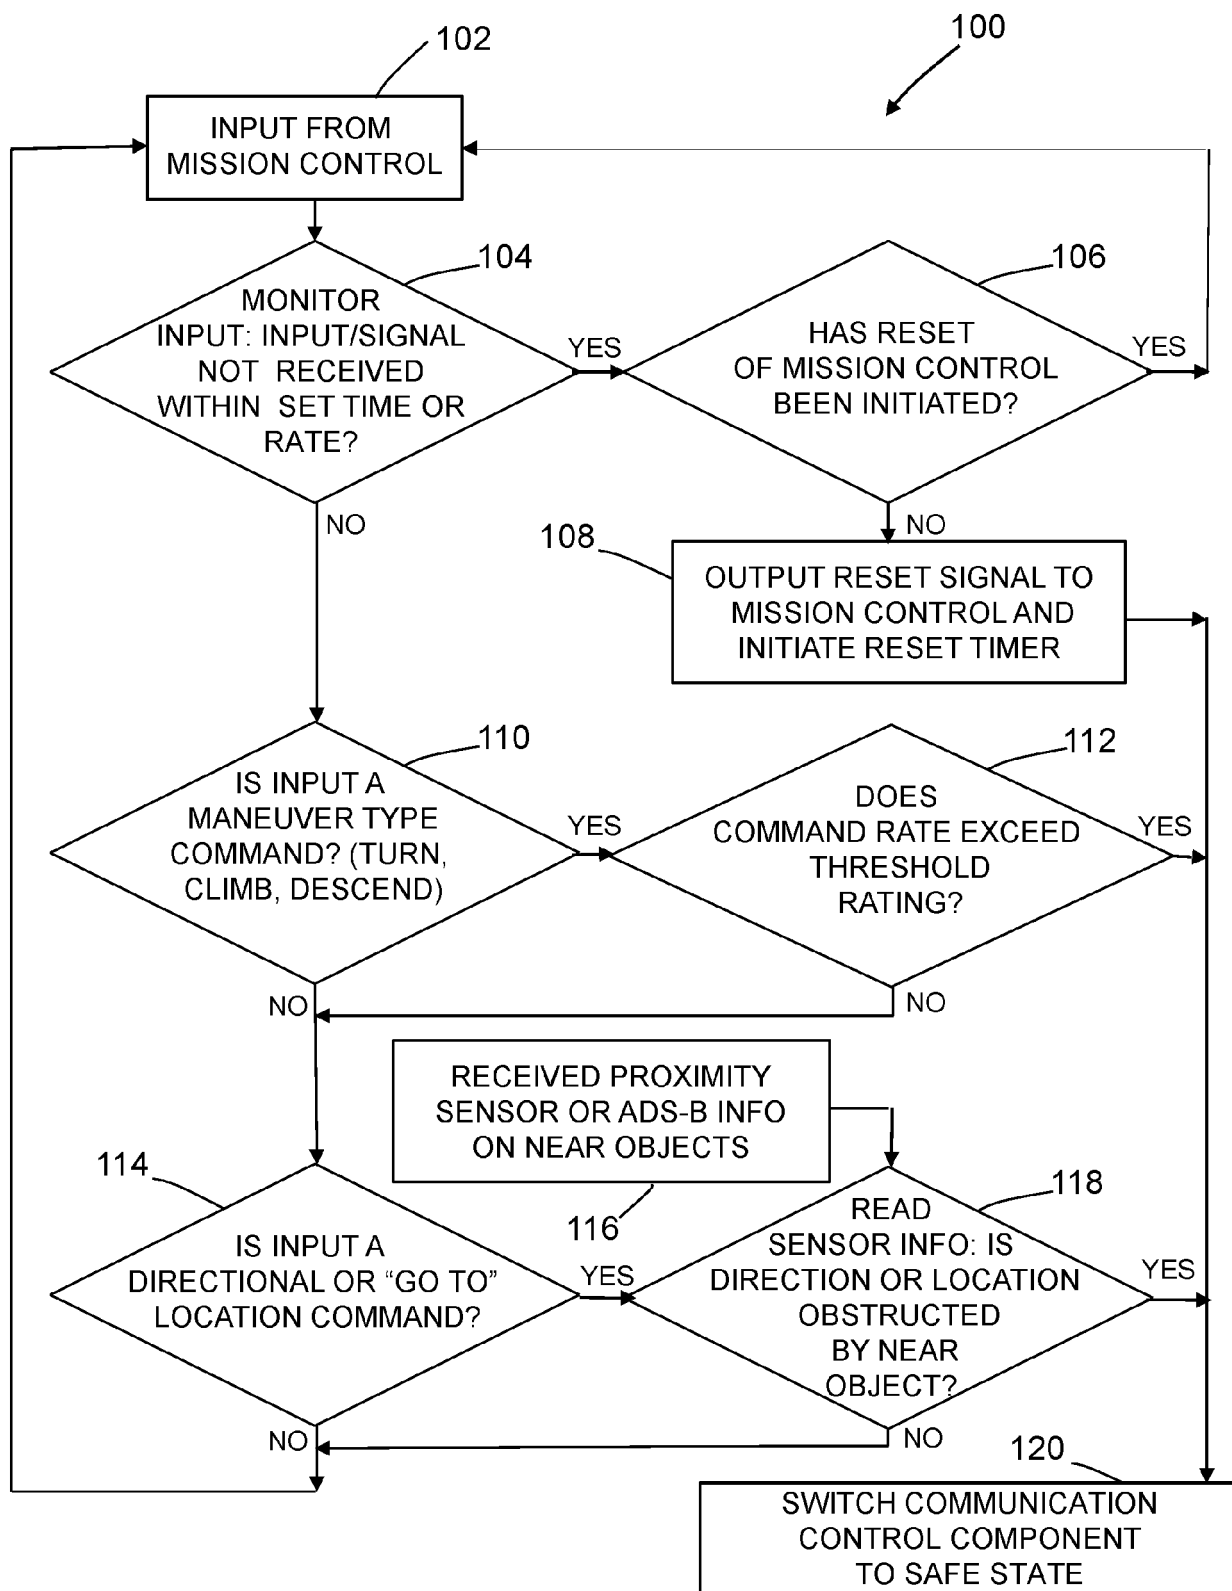 102
100
INPUT FROM
MISSION CONTROL
104
106
MONITOR
INPUT: INPUT/SIGNAL
NOT RECEIVED
WITHIN SET TIME OR
RATE?
YES
HAS RESET
OF MISSION CONTROL
BEEN INITIATED?
YES
NO
NO
108
OUTPUT RESET SIGNAL TO
MISSION CONTROL AND
INITIATE RESET TIMER
110
112
IS INPUT A
MANEUVER TYPE
COMMAND? (TURN,
CLIMB, DESCEND)
YES
DOES
COMMAND RATE EXCEED
THRESHOLD
RATING?
YES
NO
NO
RECEIVED PROXIMITY
SENSOR OR ADS-B INFO
ON NEAR OBJECTS
114
116
118
IS INPUT A
DIRECTIONAL OR “GO TO”
LOCATION COMMAND?
YES
READ
SENSOR INFO: IS
DIRECTION OR LOCATION
OBSTRUCTED
BY NEAR
OBJECT?
YES
NO
NO
120
SWITCH COMMUNICATION
CONTROL COMPONENT
TO SAFE STATE